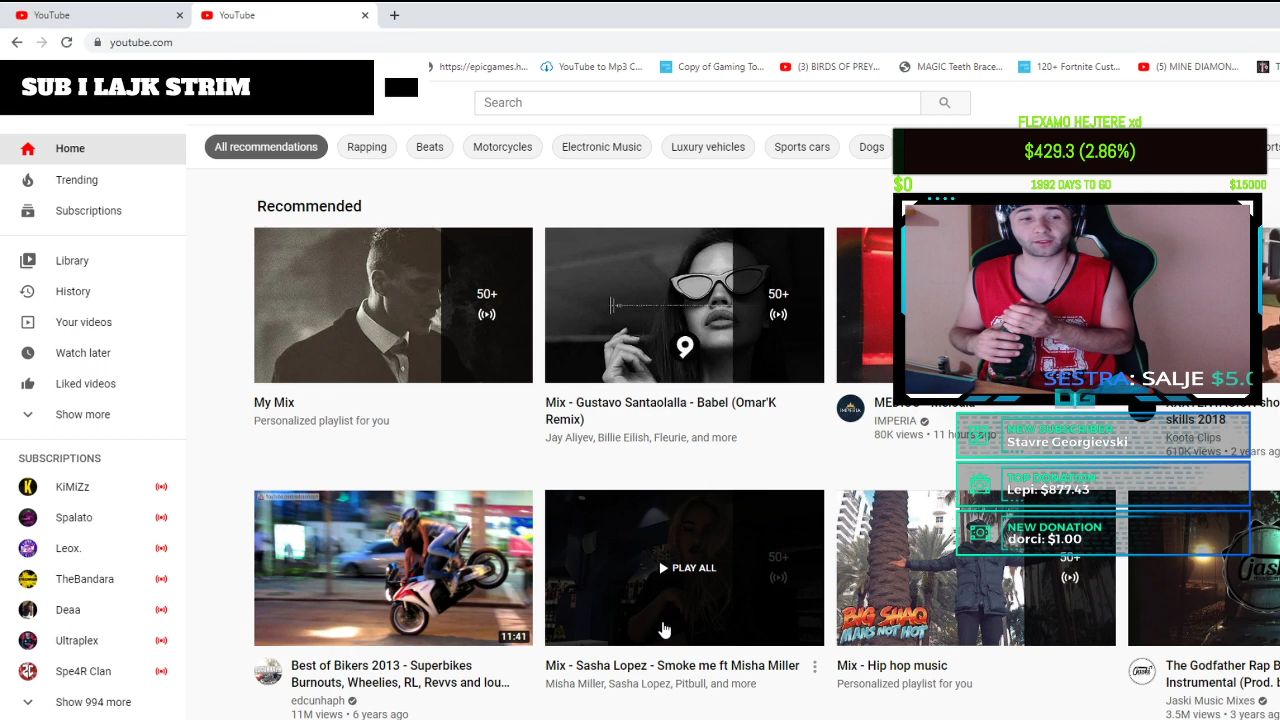 YouTube
YouTube
youtube.com
https://epicgames.h...
YouTube to Mp3 C...
Copy of Gaming To...
(3) BIRDS OF PREY...
MAGIC Teeth Brace...
120+ Fortnite Cust...
(5) MINE DIAMON...
SUB I LAJK STRIM
Search
Home
Trending
Subscriptions
Library
History
Your videos
Watch later
Liked videos
Show more
SUBSCRIPTIONS
KiMiZz
Spalato
Leox.
TheBandara
Deaa
Ultraplex
Spe4R Clan
Show 994 more
All recommendations
Rapping
Beats
Motorcycles
Electronic Music
Luxury vehicles
Sports cars
Dogs
FLEXAMO HEJTERE xd
$429.3 (2.86%)
$0
1992 DAYS TO GO
$15000
Recommended
50+
50+
My Mix
Personalized playlist for you
Mix - Gustavo Santaolalla - Babel (Omar'K
Remix)
Jay Aliyev, Billie Eilish, Fleurie, and more
IMPERIA
80K views • 11 hours ago
SESTRA: SALJE $5.0
DG
skills 2018
Koota Clips
610K views • 2 years ag
NEW SUBSCRIBER
Stavre Georgievski
TOP DONATION
Lepi: $877.43
NEW DONATION
dorci: $1.00
11:41
50+
PLAY ALL
50+
BIG SHAQ
MANS NOT HOT
Best of Bikers 2013 - Superbikes
Burnouts, Wheelies, RL, Revvs and lou...
edcunhaph
11M views • 6 years ago
Mix - Sasha Lopez - Smoke me ft Misha Miller
Misha Miller, Sasha Lopez, Pitbull, and more
Mix - Hip hop music
Personalized playlist for you
The Godfather Rap B
Instrumental (Prod. b
Jaski Music Mixes
3.5M views • 3 years ag